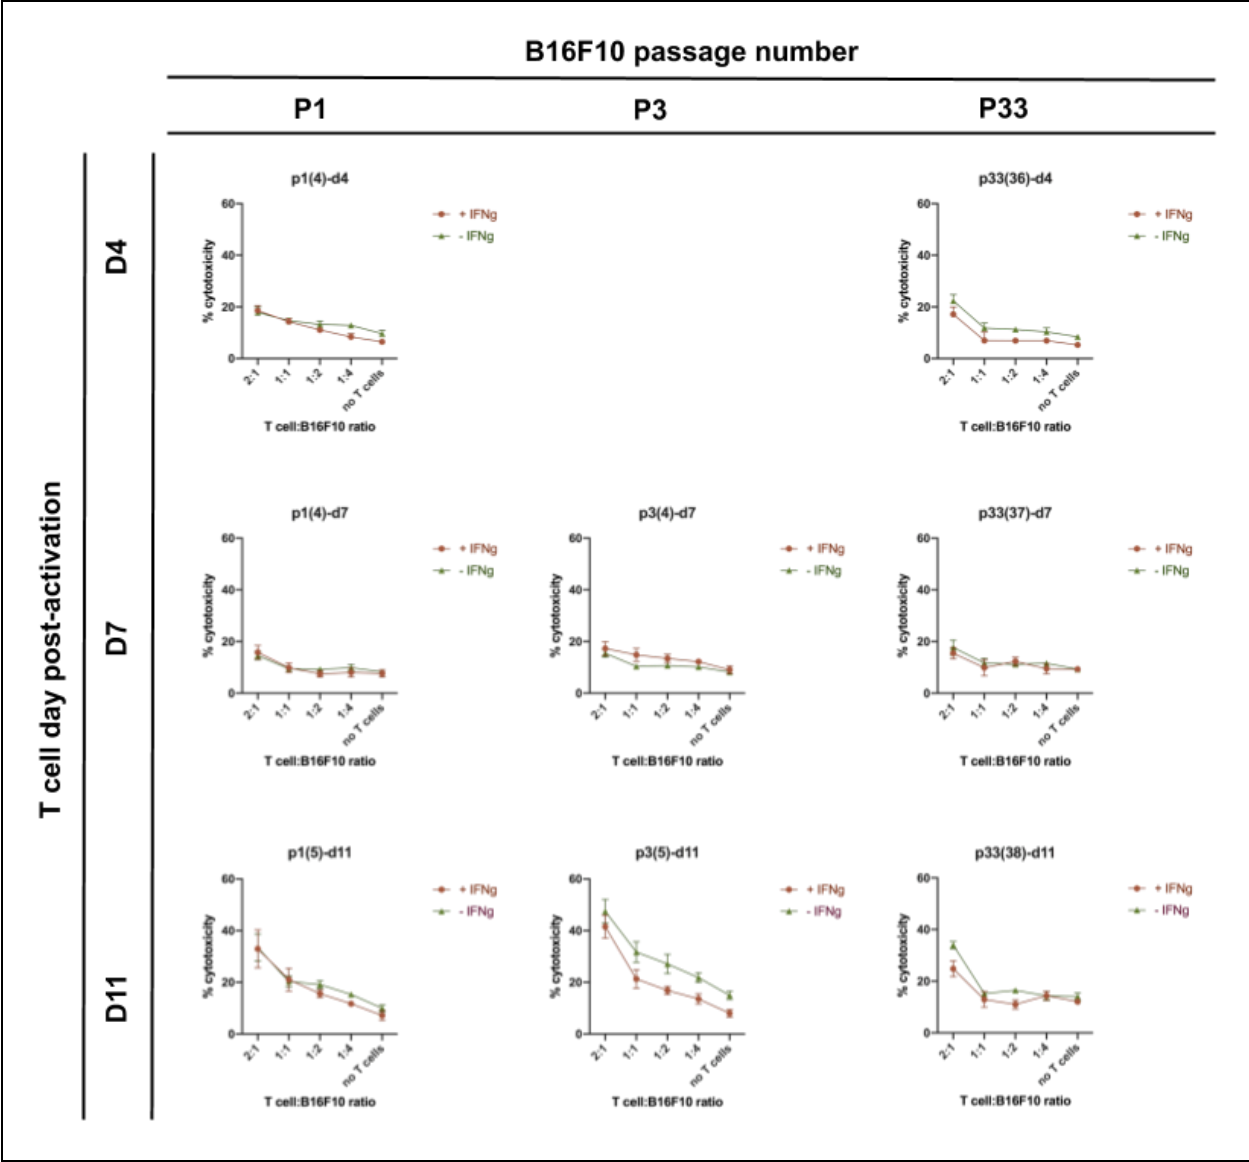 B16F10 passage number
P1 P3 P33
T cell day post-activation
D4
p1(4)-d4
% cytotoxicity
60
40
20
0
2:1 1:1 1:2 1:4 no T cells
T cell:B16F10 ratio
+ IFNg
- IFNg
p33(36)-d4
% cytotoxicity
60
40
20
0
2:1 1:1 1:2 1:4 no T cells
T cell:B16F10 ratio
+ IFNg
- IFNg
D7
p1(4)-d7
% cytotoxicity
60
40
20
0
2:1 1:1 1:2 1:4 no T cells
T cell:B16F10 ratio
+ IFNg
- IFNg
p3(4)-d7
% cytotoxicity
60
40
20
0
2:1 1:1 1:2 1:4 no T cells
T cell:B16F10 ratio
+ IFNg
- IFNg
p33(37)-d7
% cytotoxicity
60
40
20
0
2:1 1:1 1:2 1:4 no T cells
T cell:B16F10 ratio
+ IFNg
- IFNg
D11
p1(5)-d11
% cytotoxicity
60
40
20
0
2:1 1:1 1:2 1:4 no T cells
T cell:B16F10 ratio
+ IFNg
- IFNg
p3(5)-d11
% cytotoxicity
60
40
20
0
2:1 1:1 1:2 1:4 no T cells
T cell:B16F10 ratio
+ IFNg
- IFNg
p33(38)-d11
% cytotoxicity
60
40
20
0
2:1 1:1 1:2 1:4 no T cells
T cell:B16F10 ratio
+ IFNg
- IFNg